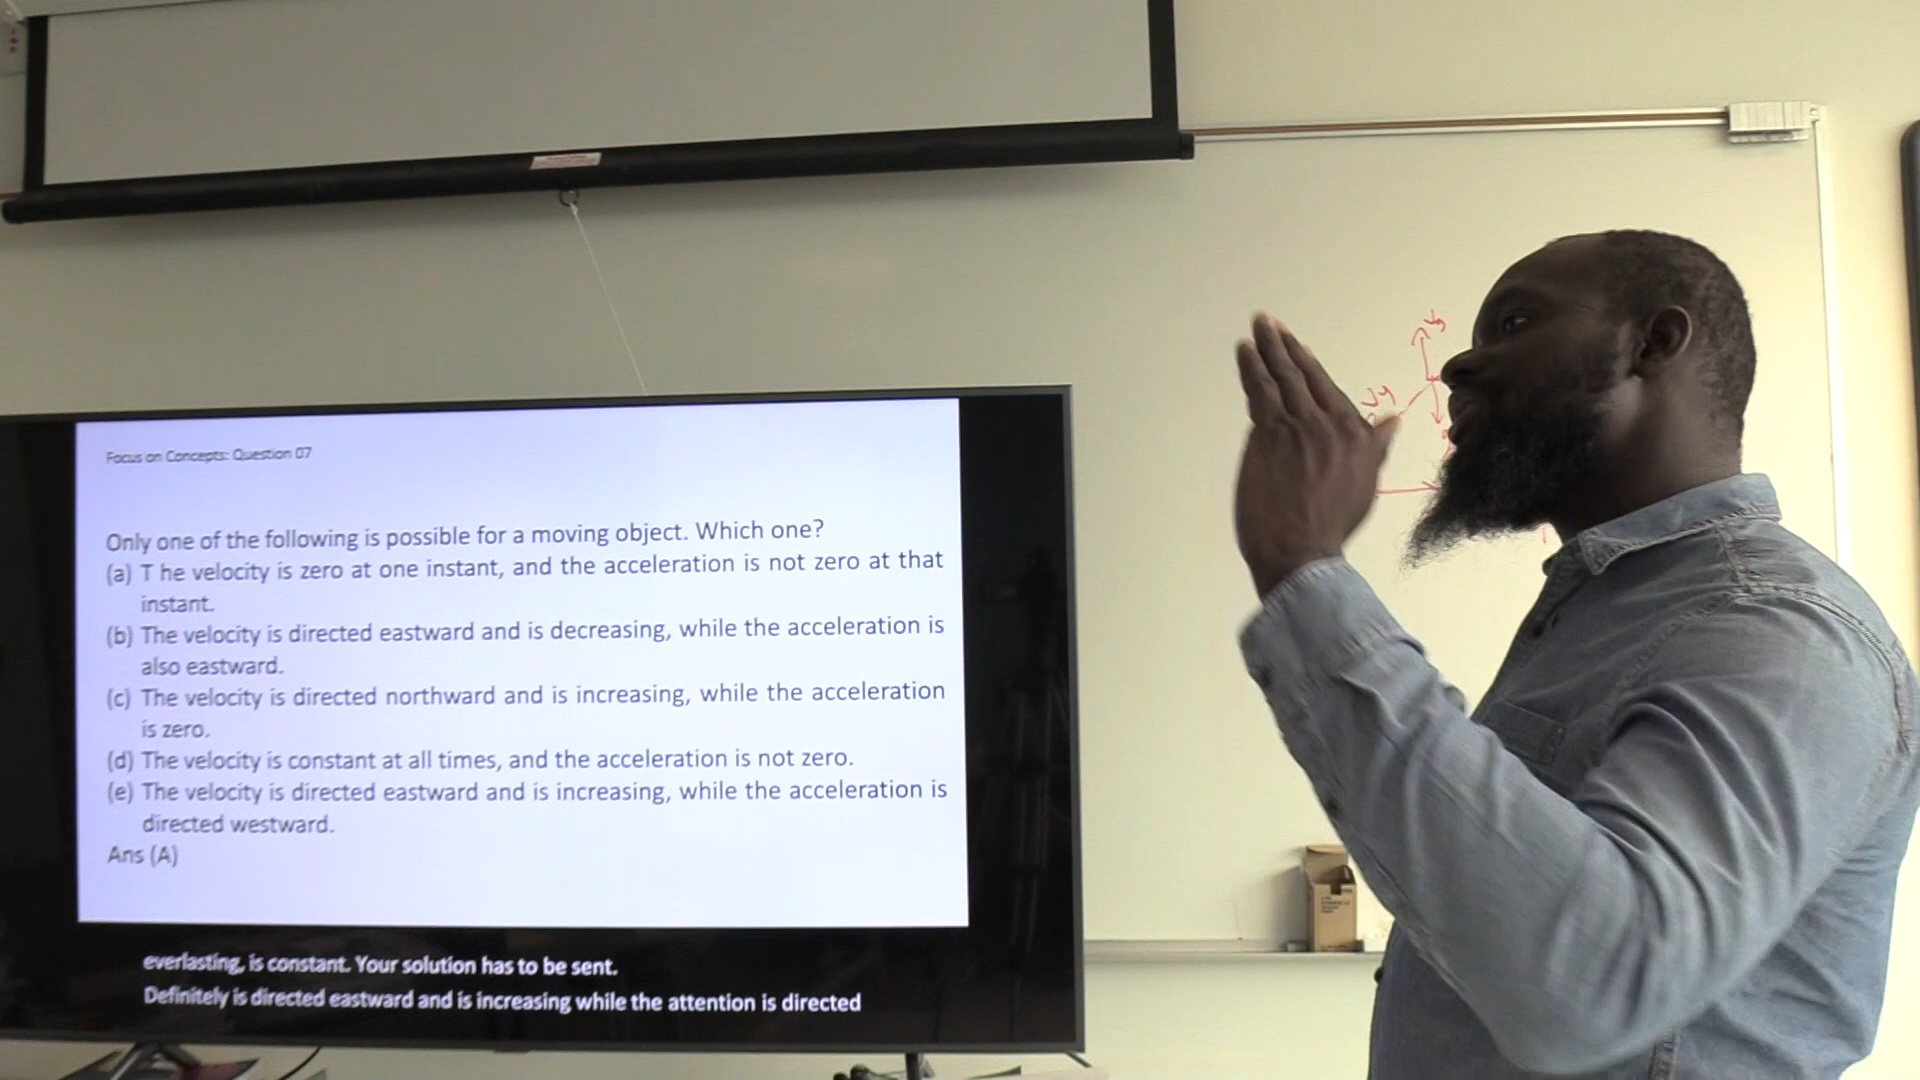 Focus on Concepts: Question 07
Only one of the following is possible for a moving object. Which one?
(a) T he velocity is zero at one instant, and the acceleration is not zero at that
instant.
(b) The velocity is directed eastward and is decreasing, while the acceleration is
also eastward.
(c) The velocity is directed northward and is increasing, while the acceleration
is zero.
(d) The velocity is constant at all times, and the acceleration is not zero.
(e) The velocity is directed eastward and is increasing, while the acceleration is
directed westward.
Ans (A)
everlasting, is constant. Your solution has to be sent.
Definitely is directed eastward and is increasing while the attention is directed